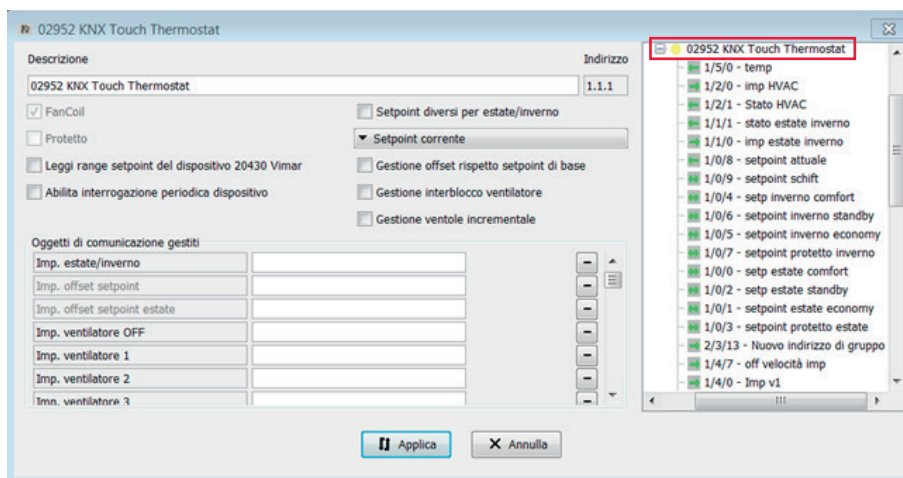 02952 KNX Touch Thermostat
Descrizione
Indirizzo
02952 KNX Touch Thermostat
1.1.1
FanCoil
Protetto
Leggi range setpoint del dispositivo 20430 Vimar
Abilita interrogazione periodica dispositivo
Setpoint diversi per estate/inverno
Setpoint corrente
Gestione offset rispetto setpoint di base
Gestione interblocco ventilatore
Gestione ventole incrementale
Oggetti di comunicazione gestiti
Imp. estate/inverno
Imp. offset setpoint
Imp. offset setpoint estate
Imp. ventilatore OFF
Imp. ventilatore 1
Imp. ventilatore 2
Imp. ventilatore 3
02952 KNX Touch Thermostat
1/5/0 - temp
1/2/0 - imp HVAC
1/2/1 - Stato HVAC
1/1/1 - stato estate inverno
1/1/0 - imp estate inverno
1/0/8 - setpoint attuale
1/0/9 - setpoint schift
1/0/4 - setp inverno comfort
1/0/6 - setpoint inverno standby
1/0/5 - setpoint inverno economy
1/0/7 - setpoint protetto inverno
1/0/0 - setp estate comfort
1/0/2 - setp estate standby
1/0/1 - setpoint estate economy
1/0/3 - setpoint protetto estate
2/3/13 - Nuovo indirizzo di gruppo
1/4/7 - off velocità imp
1/4/0 - Imp v1
Applica
Annulla